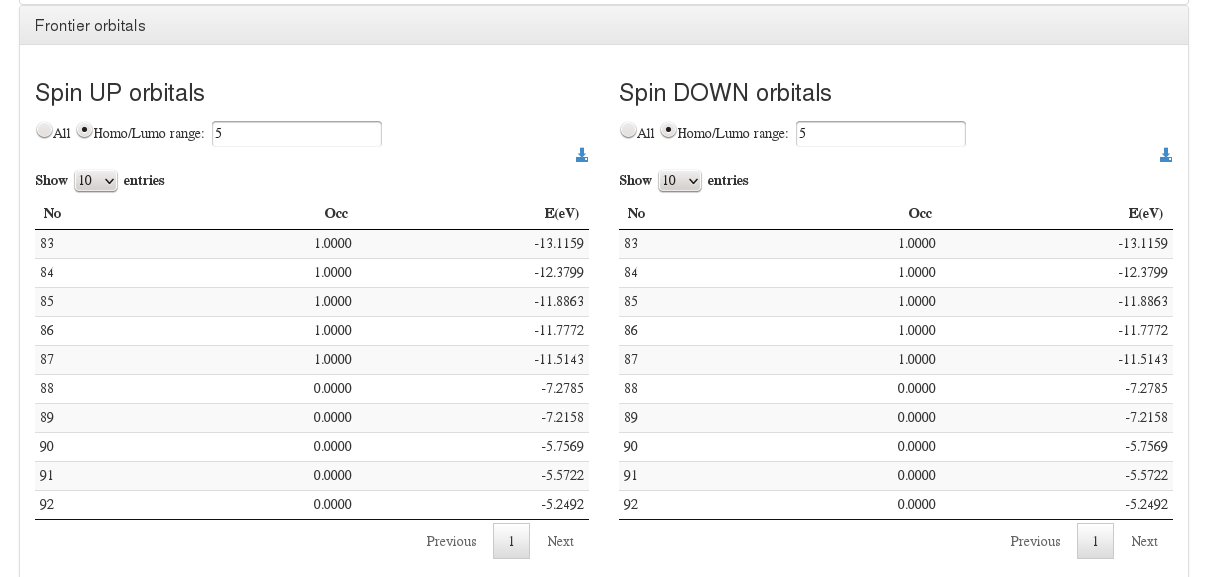 Frontier orbitals
Spin UP orbitals
All Homo/Lumo range: 5
Show 10 entries
No Occ E(eV)
83 1.0000 -13.1159
84 1.0000 -12.3799
85 1.0000 -11.8863
86 1.0000 -11.7772
87 1.0000 -11.5143
88 0.0000 -7.2785
89 0.0000 -7.2158
90 0.0000 -5.7569
91 0.0000 -5.5722
92 0.0000 -5.2492
Previous 1 Next
Spin DOWN orbitals
All Homo/Lumo range: 5
Show 10 entries
No Occ E(eV)
83 1.0000 -13.1159
84 1.0000 -12.3799
85 1.0000 -11.8863
86 1.0000 -11.7772
87 1.0000 -11.5143
88 0.0000 -7.2785
89 0.0000 -7.2158
90 0.0000 -5.7569
91 0.0000 -5.5722
92 0.0000 -5.2492
Previous 1 Next